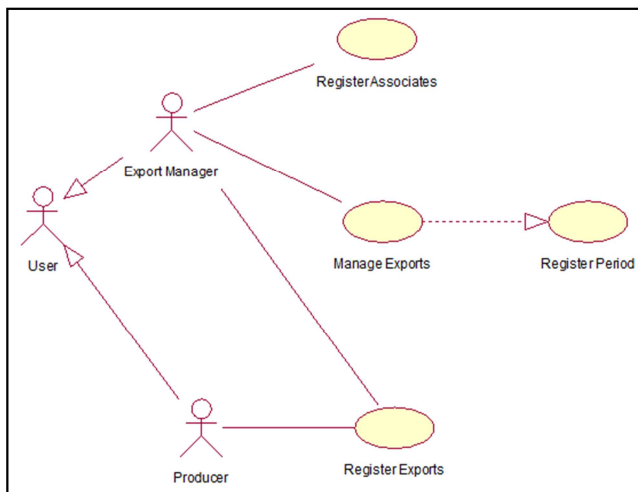 RegisterAssociates
Export Manager
User
Manage Exports
Register Period
Producer
Register Exports